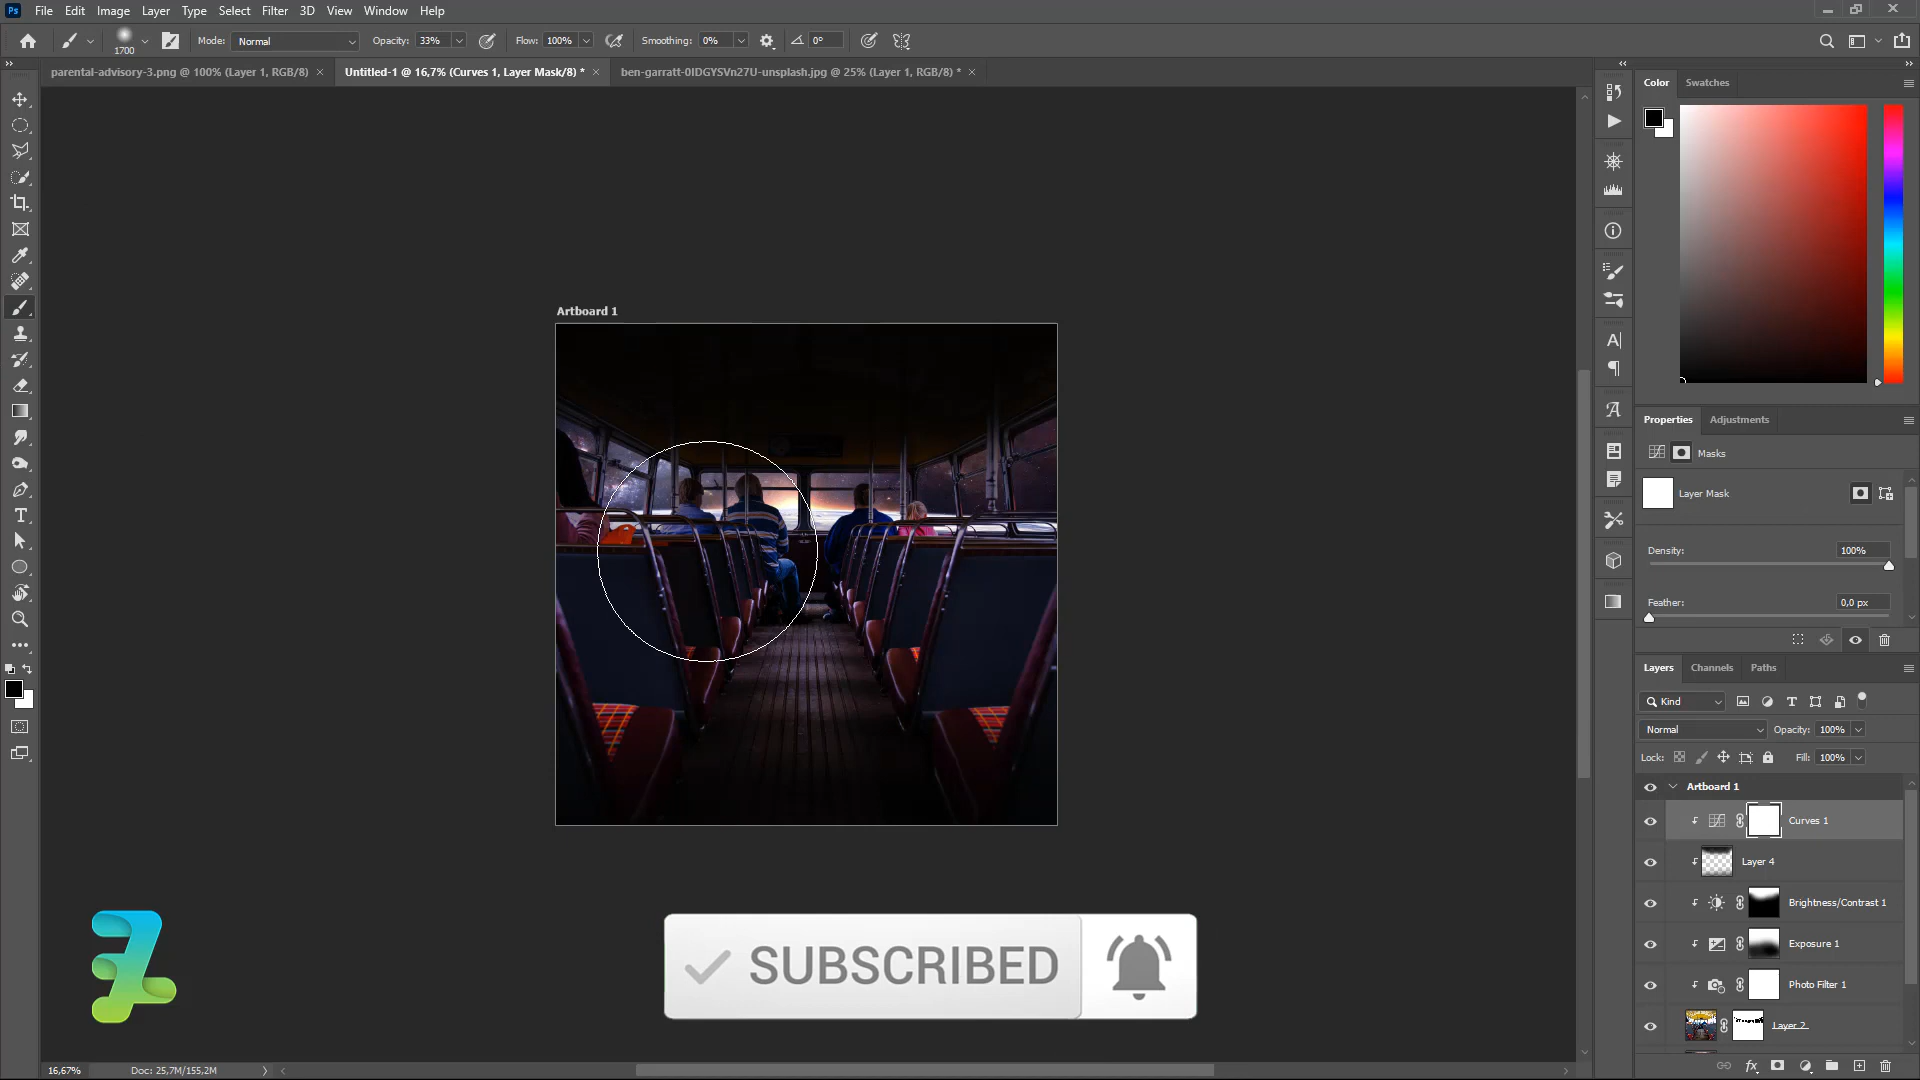 Ps File Edit Image Layer Type Select Filter 3D View Window Help
1700 Mode: Normal Opacity: 33% Flow: 100% Smoothing: 0% 0°
parental-advisory-3.png @ 100% (Layer 1, RGB/8) × Untitled-1 @ 16,7% (Curves 1, Layer Mask/8) * × ben-garratt-0IDGYSVn27U-unsplash.jpg @ 25% (Layer 1, RGB/8) * ×
Color Swatches
Artboard 1
Properties Adjustments
Masks
Layer Mask
Density: 100%
Feather: 0,0 px
Layers Channels Paths
Kind
Normal Opacity: 100%
Lock: Fill: 100%
Artboard 1
Curves 1
Layer 4
Brightness/Contrast 1
Exposure 1
Photo Filter 1
Layer 2
SUBSCRIBED
16,67% Doc: 25,7M/155,2M